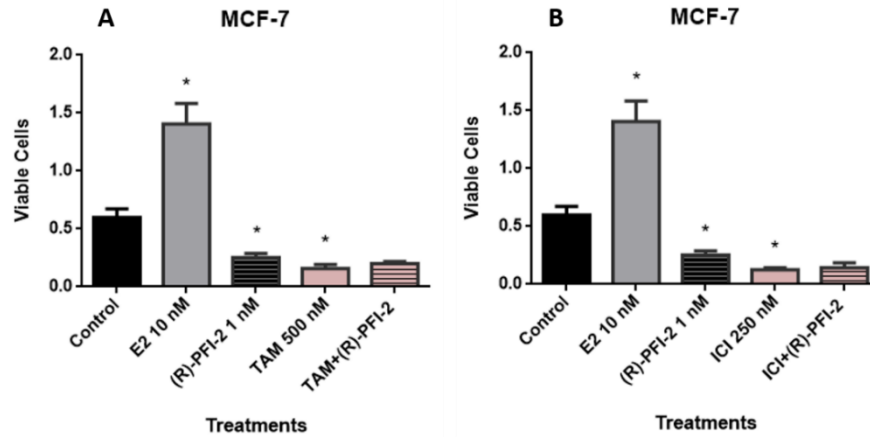 A
MCF-7
Viable Cells
2.0
1.5
1.0
0.5
0.0
*
*
*
Control
E2 10 nM
(R)-PFI-2 1 nM
TAM 500 nM
TAM+(R)-PFI-2
Treatments
B
MCF-7
Viable Cells
2.0
1.5
1.0
0.5
0.0
*
*
*
Control
E2 10 nM
(R)-PFI-2 1 nM
ICI 250 nM
ICI+(R)-PFI-2
Treatments